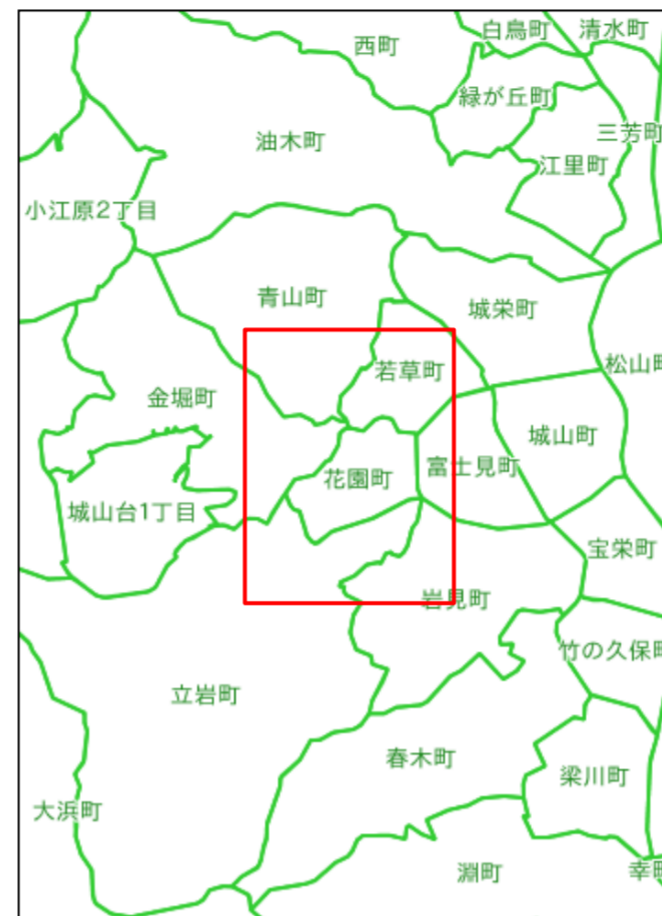 白鳥町
清水町
西町
緑が丘町
三芳町
油木町
江里町
小江原2丁目
青山町
城栄町
松山町
若草町
金堀町
城山町
富士見町
花園町
城山台1丁目
宝栄町
岩見町
竹の久保町
立岩町
春木町
梁川町
大浜町
淵町
幸町